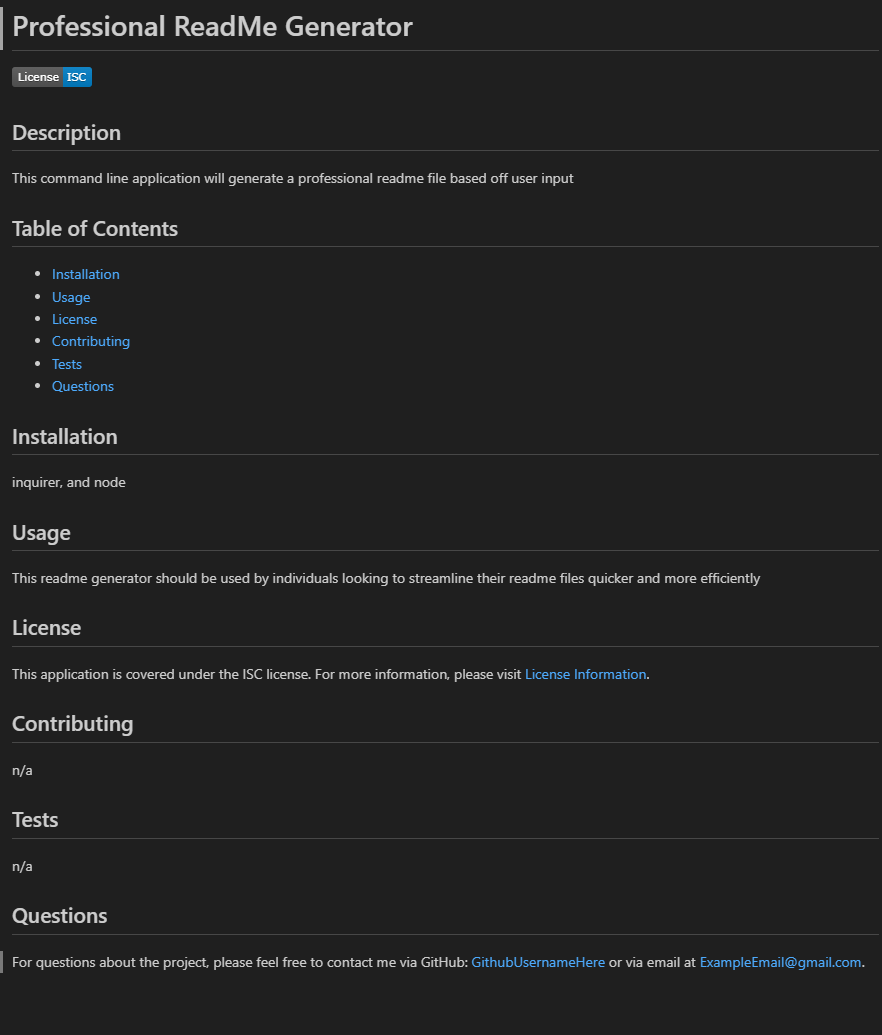 Professional ReadMe Generator
License ISC
Description
This command line application will generate a professional readme file based off user input
Table of Contents
Installation
Usage
License
Contributing
Tests
Questions
Installation
inquirer, and node
Usage
This readme generator should be used by individuals looking to streamline their readme files quicker and more efficiently
License
This application is covered under the ISC license. For more information, please visit License Information.
Contributing
n/a
Tests
n/a
Questions
For questions about the project, please feel free to contact me via GitHub: GithubUsernameHere or via email at ExampleEmail@gmail.com.